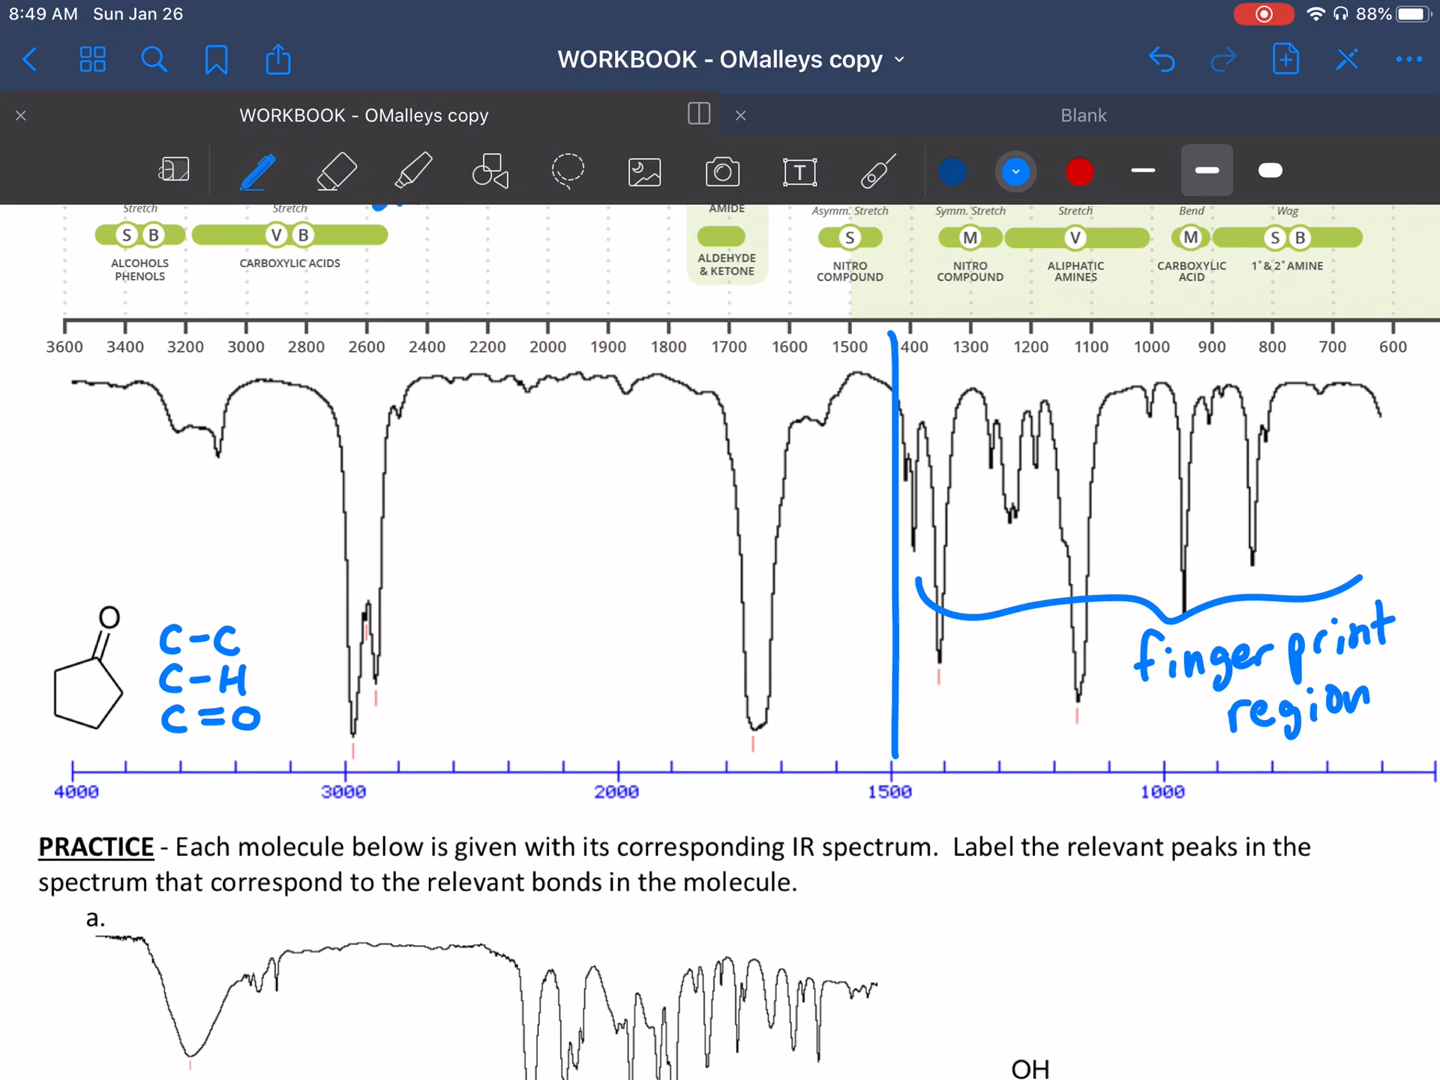 8:49 AM Sun Jan 26
88%
WORKBOOK - OMalleys copy
WORKBOOK - OMalleys copy
Blank
T
Stretch Stretch AMIDE Asymm. Stretch Symm. Stretch Stretch Bend Wag
S B V B S M V M S B
ALCOHOLS PHENOLS
CARBOXYLIC ACIDS
ALDEHYDE & KETONE
NITRO COMPOUND
NITRO COMPOUND
ALIPHATIC AMINES
CARBOXYLIC ACID
1° & 2° AMINE
3600 3400 3200 3000 2800 2600 2400 2200 2000 1900 1800 1700 1600 1500 400 1300 1200 1100 1000 900 800 700 600
O
C-C
C-H
C=O
finger print
region
4000 3000 2000 1500 1000
PRACTICE - Each molecule below is given with its corresponding IR spectrum. Label the relevant peaks in the
spectrum that correspond to the relevant bonds in the molecule.
a.
OH